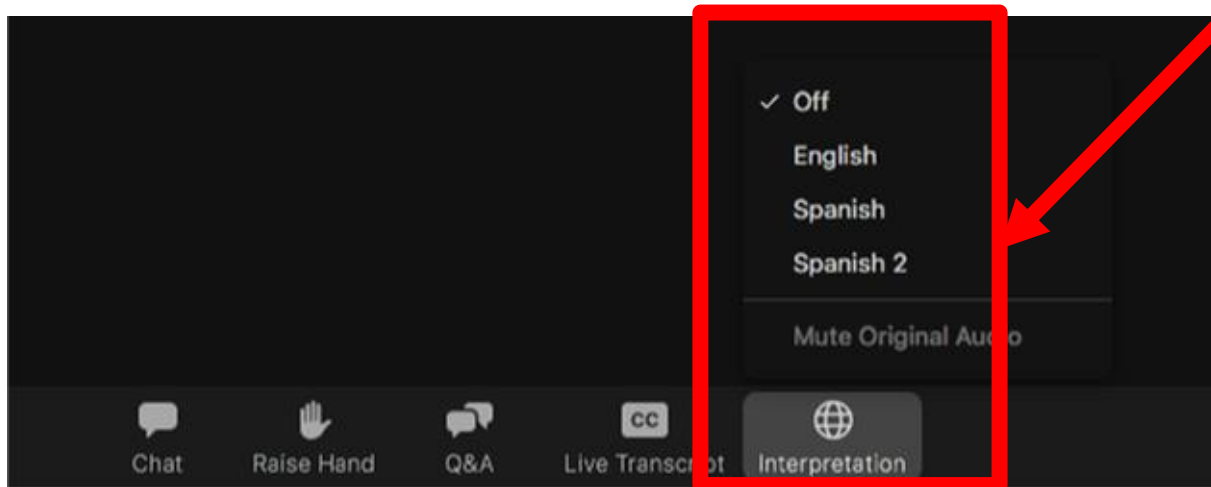 ✓ Off
English
Spanish
Spanish 2
Mute Original Audio
Chat Raise Hand Q&A CC Live Transcript Interpretation